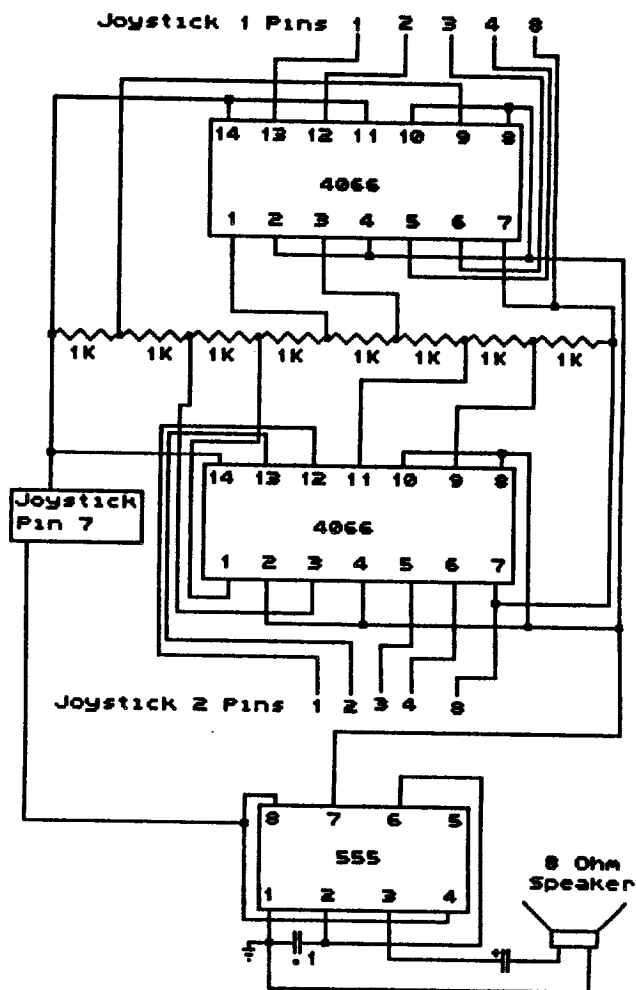 Joystick 1 Pins 1 2 3 4 8
14 13 12 11 10 9 8
4066
1 2 3 4 5 6 7
1K 1K 1K 1K 1K 1K 1K 1K
14 13 12 11 10 9 8
Joystick
Pin 7
4066
1 2 3 4 5 6 7
Joystick 2 Pins 1 2 3 4 8
8 7 6 5
555
8 Ohm
Speaker
1 2 3 4
.1
+